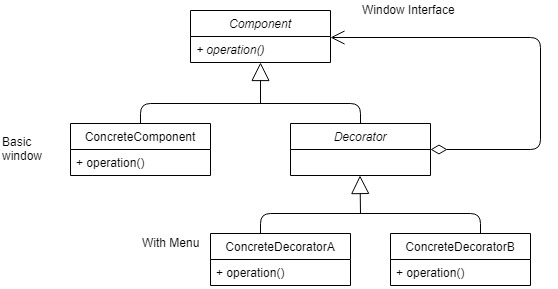 Window Interface
Component
+ operation()
Basic
window
ConcreteComponent
+ operation()
Decorator
With Menu
ConcreteDecoratorA
+ operation()
ConcreteDecoratorB
+ operation()